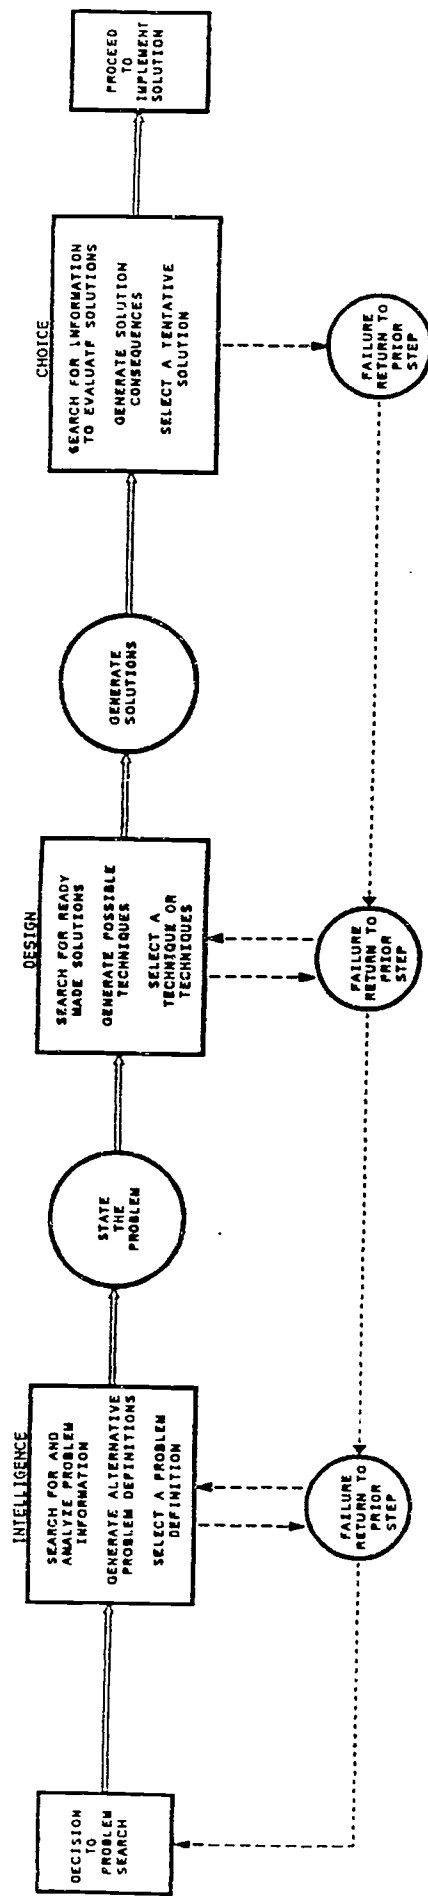 DECISION
TO
PROBLEM
SEARCH
INTELLIGENCE
SEARCH FOR AND
ANALYZE PROBLEM
INFORMATION
GENERATE ALTERNATIVE
PROBLEM DEFINITIONS
SELECT A PROBLEM
DEFINITION
STATE
THE
PROBLEM
DESIGN
SEARCH FOR READY
MADE SOLUTIONS
GENERATE POSSIBLE
TECHNIQUES
SELECT A
TECHNIQUE OR
TECHNIQUES
GENERATE
SOLUTIONS
CHOICE
SEARCH FOR INFORMATION
TO EVALUATE SOLUTIONS
GENERATE SOLUTION
CONSEQUENCES
SELECT A TENTATIVE
SOLUTION
PROCEED
TO
IMPLEMENT
SOLUTION
FAILURE
RETURN TO
PRIOR
STEP
FAILURE
RETURN TO
PRIOR
STEP
FAILURE
RETURN TO
PRIOR
STEP